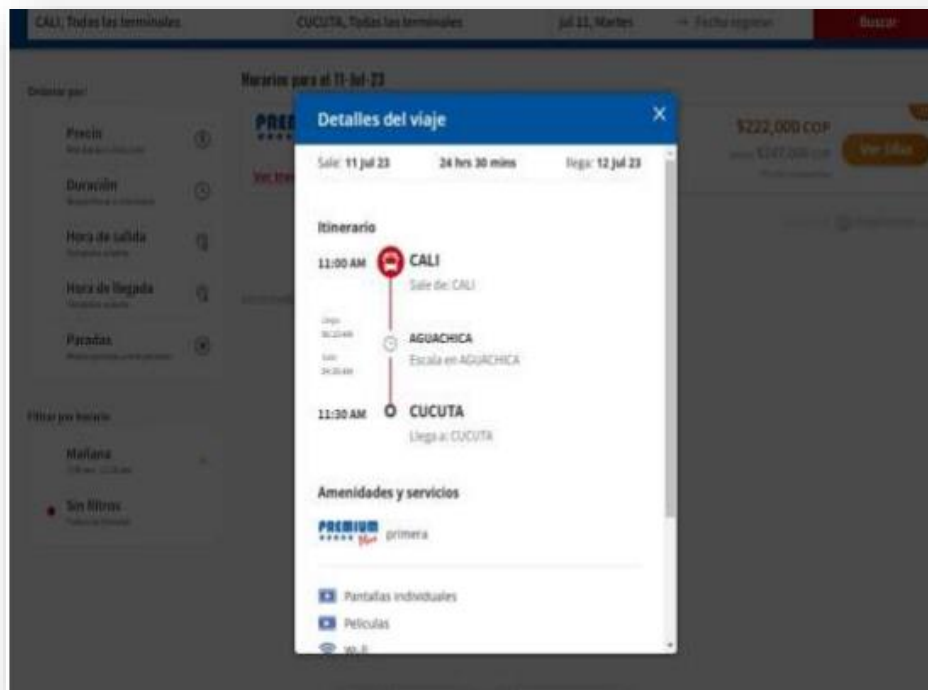 CALI, Todas las terminales
CUCUTA, Todas las terminales
Jul 11, Martes
Fecha regreso
Buscar
Horarios para el 11-Jul-23
Ordenar por:
Precio
Duración
Hora de salida
Hora de llegada
Paradas
Filtrar por horario
Mañana
Sin filtros
$222,000 COP
Ver Sillas
Detalles del viaje
Sale: 11 Jul 23
24 hrs 30 mins
llega: 12 Jul 23
Itinerario
11:00 AM
CALI
Sale de: CALI
AGUACHICA
Escala en AGUACHICA
11:30 AM
CUCUTA
Llega a: CUCUTA
Amenidades y servicios
PREMIUM Plus primera
Pantallas individuales
Peliculas
Wi-fi